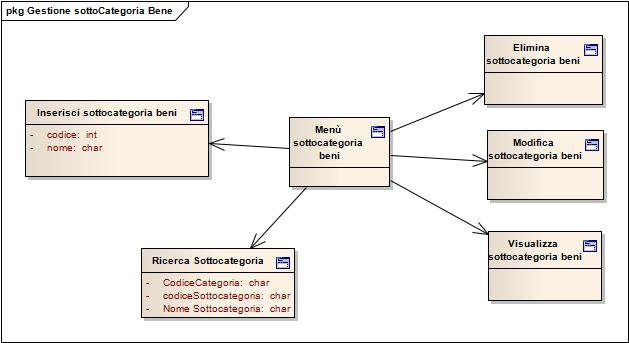 pkg Gestione sottoCategoria Bene
Elimina
sottocategoria beni
Inserisci sottocategoria beni
- codice: int
- nome: char
Menù
sottocategoria
beni
Modifica
sottocategoria beni
Ricerca Sottocategoria
- CodiceCategoria: char
- codiceSottocategoria: char
- Nome Sottocategoria: char
Visualizza
sottocategoria beni